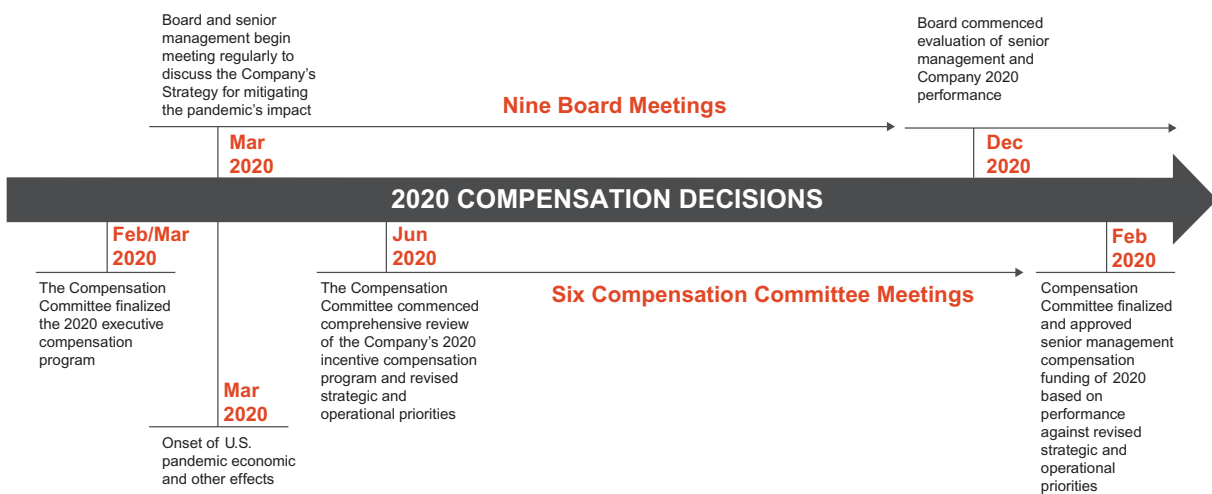 Board and senior
management begin
meeting regularly to
discuss the Company's
Strategy for mitigating
the pandemic's impact
Nine Board Meetings
Board commenced
evaluation of senior
management and
Company 2020
performance
Mar
2020
Dec
2020
2020 COMPENSATION DECISIONS
Feb/Mar
2020
The Compensation
Committee finalized
the 2020 executive
compensation
program
Mar
2020
Onset of U.S.
pandemic economic
and other effects
Jun
2020
The Compensation
Committee commenced
comprehensive review
of the Company's 2020
incentive compensation
program and revised
strategic and
operational priorities
Six Compensation Committee Meetings
Feb
2020
Compensation
Committee finalized
and approved
senior management
compensation
funding of 2020
based on
performance
against revised
strategic and
operational
priorities